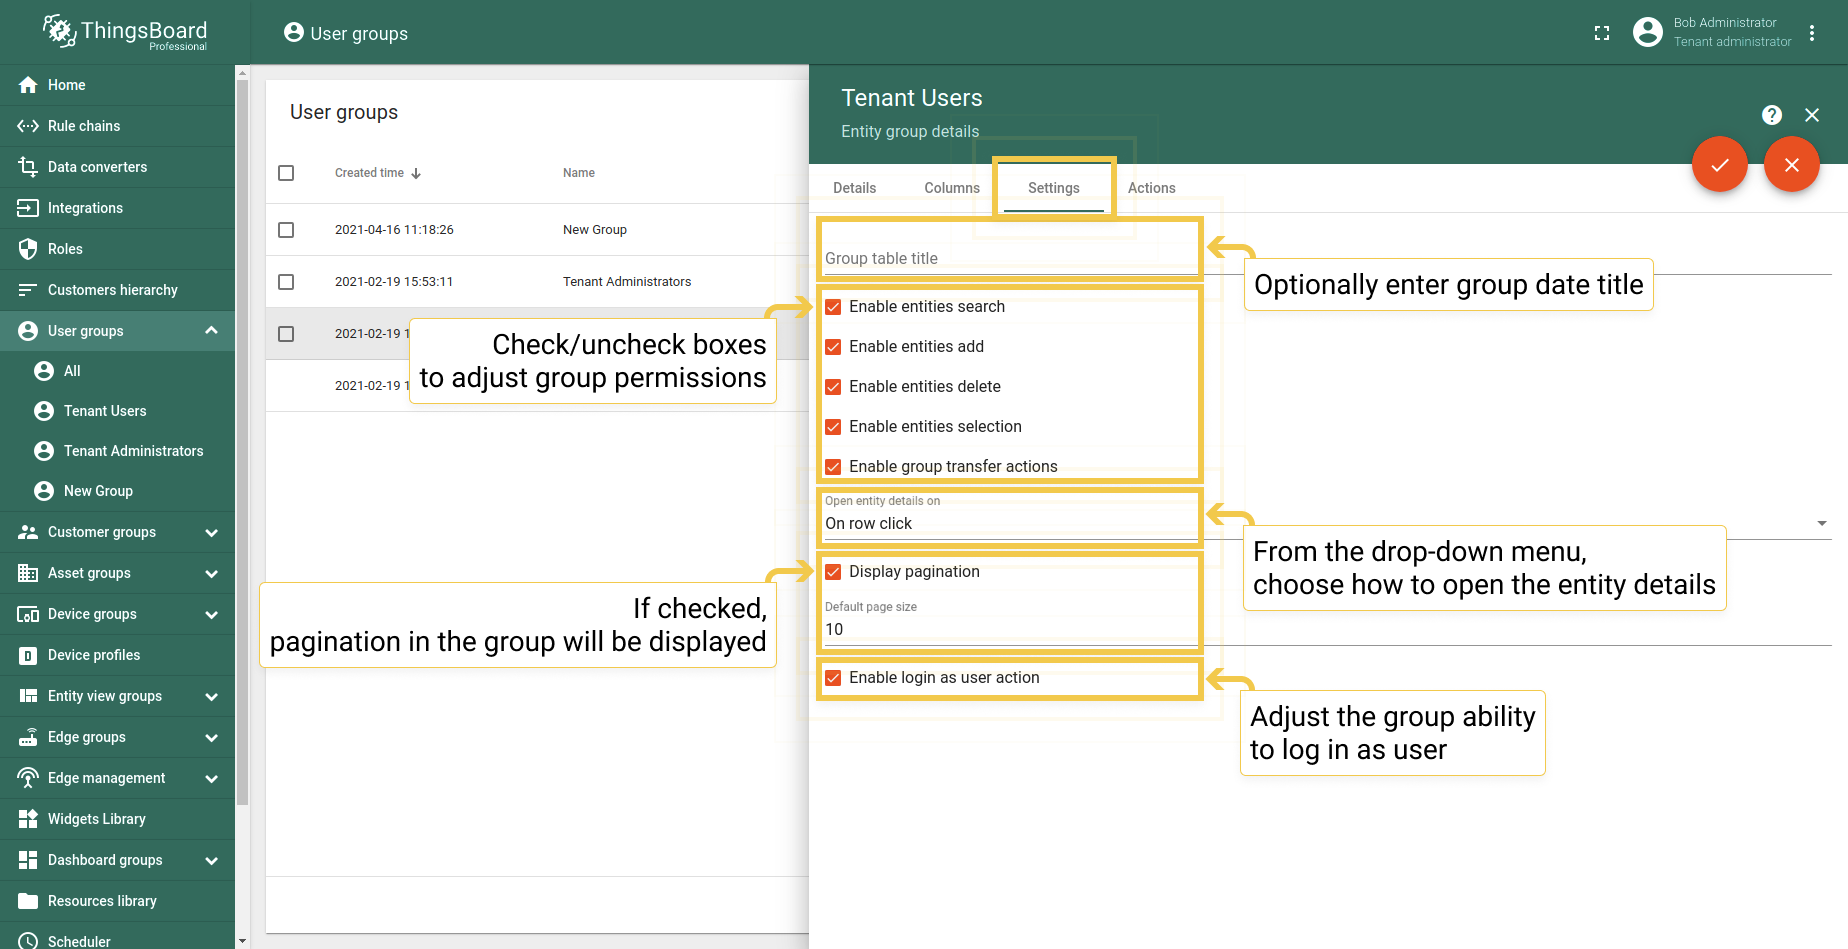 ThingsBoard
Professional
User groups
Bob Administrator
Tenant administrator
Home
Rule chains
Data converters
Integrations
Roles
Customers hierarchy
User groups
All
Tenant Users
Tenant Administrators
New Group
Customer groups
Asset groups
Device groups
Device profiles
Entity view groups
Edge groups
Edge management
Widgets Library
Dashboard groups
Resources library
Scheduler
User groups
Created time
Name
2021-04-16 11:18:26
New Group
2021-02-19 15:53:11
Tenant Administrators
2021-02-19 1
2021-02-19 1
Check/uncheck boxes
to adjust group permissions
If checked,
pagination in the group will be displayed
Tenant Users
Entity group details
?
Details
Columns
Settings
Actions
Group table title
Optionally enter group date title
Enable entities search
Enable entities add
Enable entities delete
Enable entities selection
Enable group transfer actions
Open entity details on
On row click
From the drop-down menu,
choose how to open the entity details
Display pagination
Default page size
10
Enable login as user action
Adjust the group ability
to log in as user